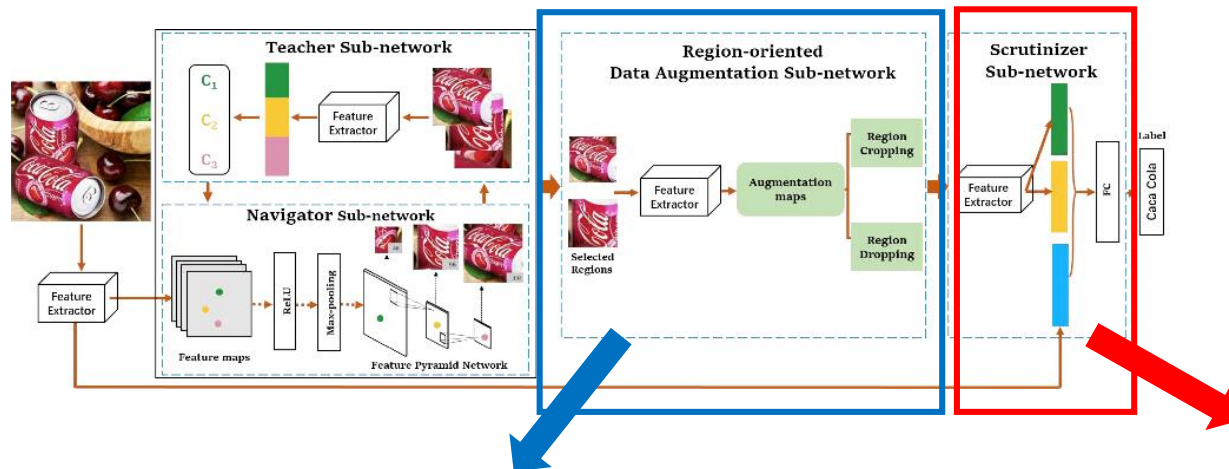 Teacher Sub-network
C1
C2
C3
Feature
Extractor
Coca-Cola
Navigator Sub-network
Feature
Extractor
Feature maps
ReLU
Max-pooling
Feature Pyramid Network
Region-oriented
Data Augmentation Sub-network
Selected
Regions
Feature
Extractor
Augmentation
maps
Region
Cropping
Region
Dropping
Scrutinizer
Sub-network
Feature
Extractor
FC
Label
Caca Cola